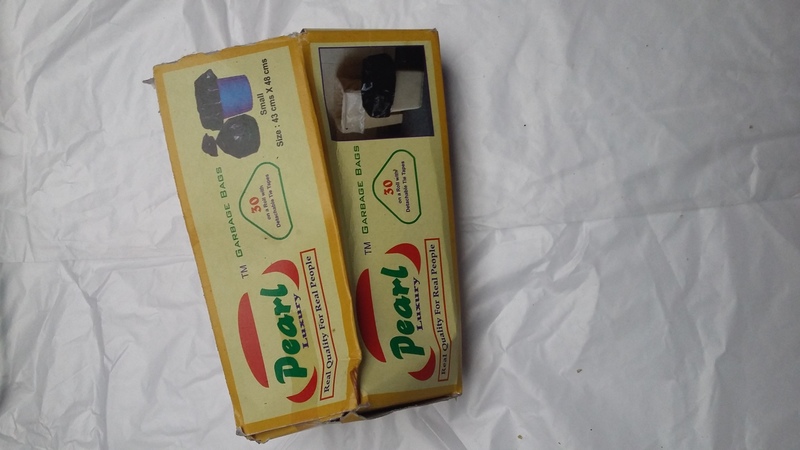 TM GARBAGE BAGS
Pearl
Luxury
Real Quality For Real People
30
on a Roll with
Detachable Tie Tapes
Small
Size : 43 cms X 48 cms
TM GARBAGE BAGS
Pearl
Luxury
Real Quality For Real People
30
on a Roll with
Detachable Tie Tapes